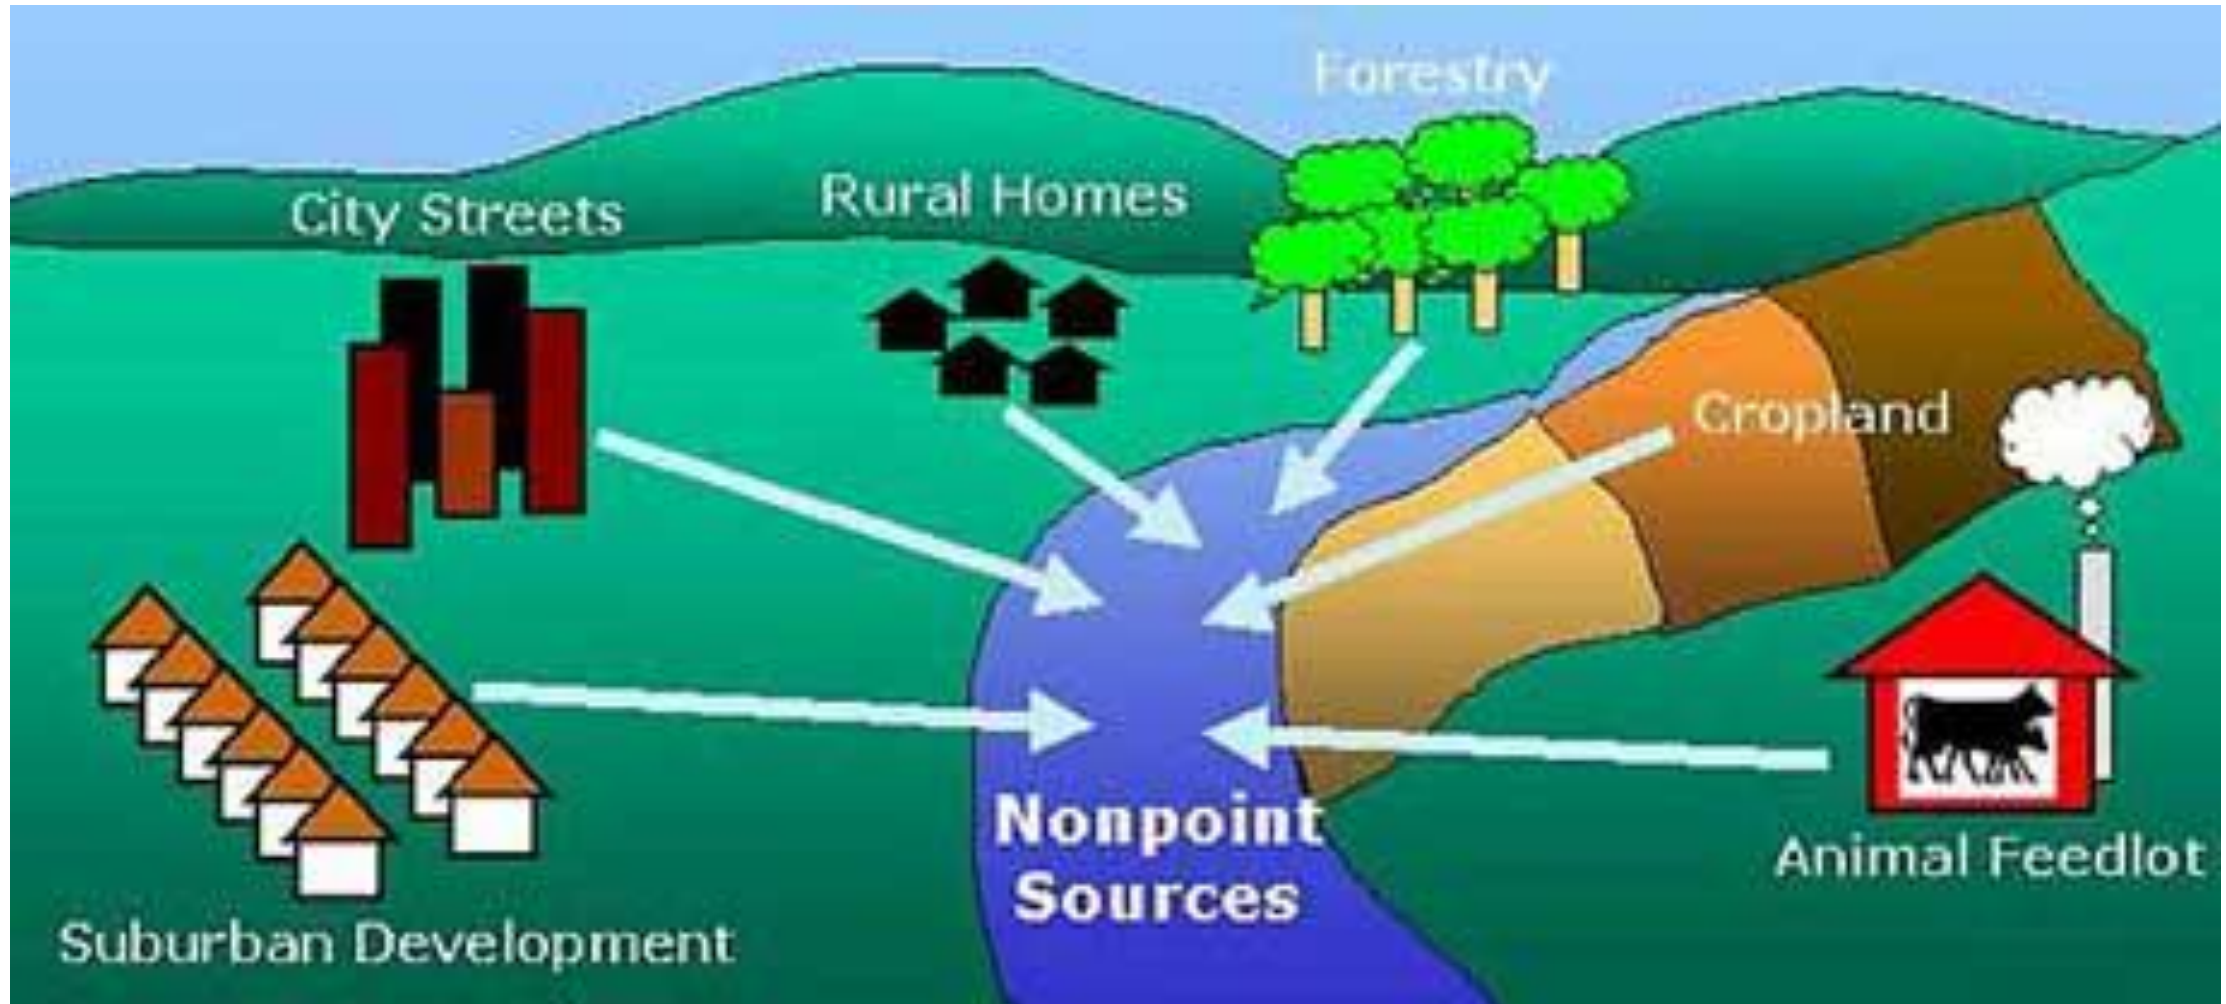 Forestry
City Streets
Rural Homes
Cropland
Nonpoint
Sources
Animal Feedlot
Suburban Development